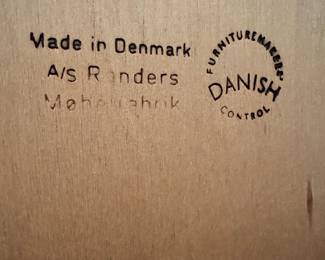 Made in Denmark
A/S Randers
Møbelfabrik
FURNITUREMAKERS'
DANISH
CONTROL